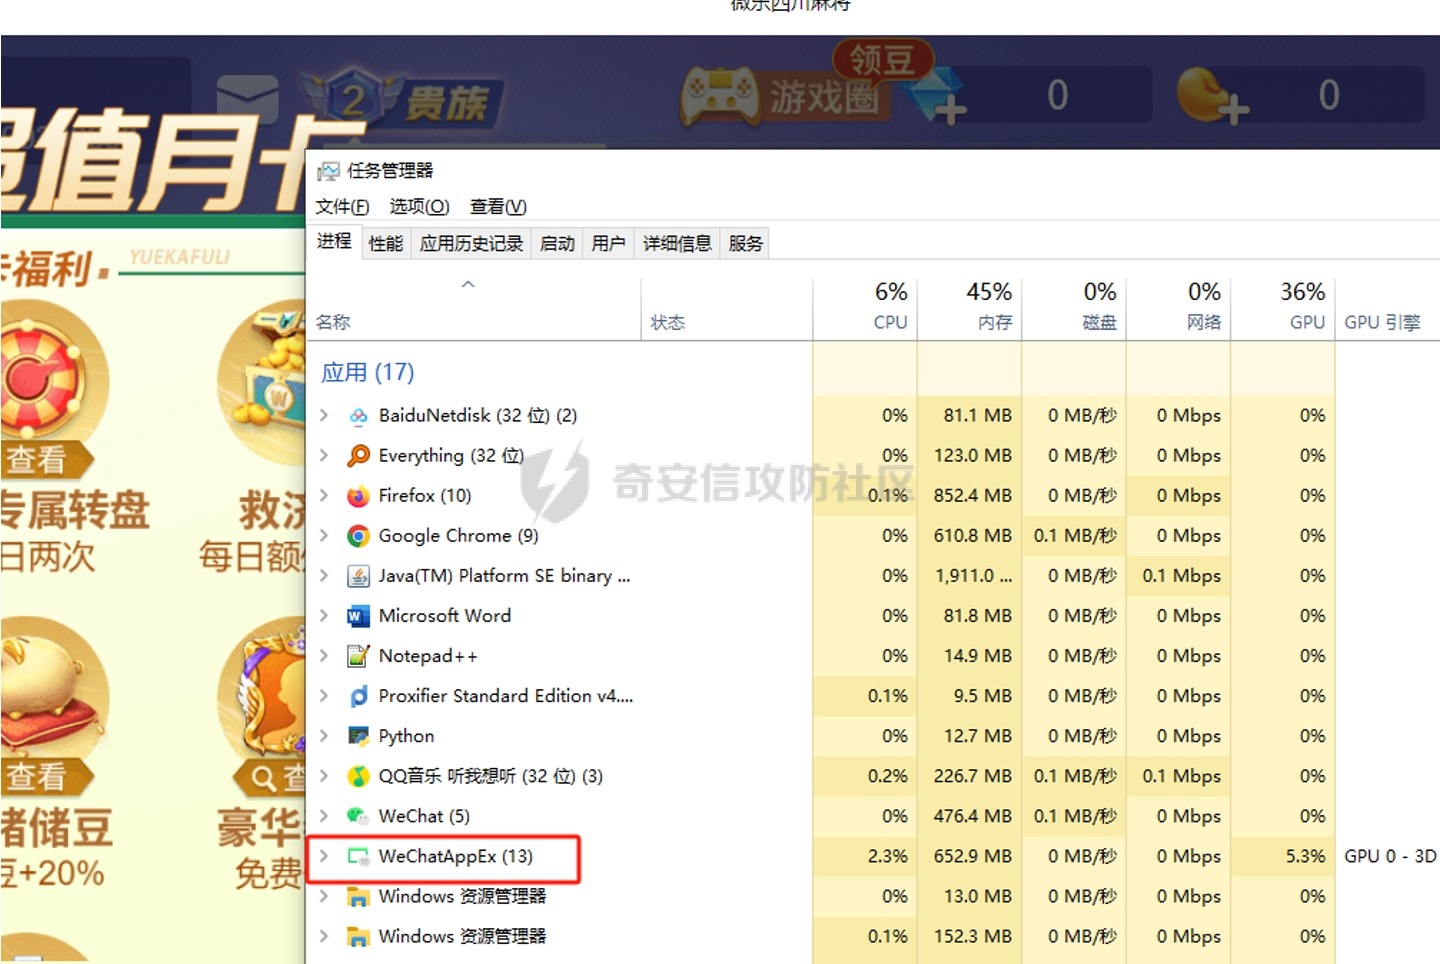 微乐四川麻将
领豆
2 贵族
游戏圈
0
0
超值月卡
任务管理器
文件(F) 选项(O) 查看(V)
进程 性能 应用历史记录 启动 用户 详细信息 服务
卡福利
YUEKAFULI
6% 45% 0% 0% 36%
名称 状态 CPU 内存 磁盘 网络 GPU GPU 引擎
应用 (17)
BaiduNetdisk (32 位) (2) 0% 81.1 MB 0 MB/秒 0 Mbps 0%
Everything (32 位) 0% 123.0 MB 0 MB/秒 0 Mbps 0%
奇安信攻防社区
Firefox (10) 0.1% 852.4 MB 0 MB/秒 0 Mbps 0%
Google Chrome (9) 0% 610.8 MB 0.1 MB/秒 0 Mbps 0%
Java(TM) Platform SE binary ... 0% 1,911.0 ... 0 MB/秒 0.1 Mbps 0%
Microsoft Word 0% 81.8 MB 0 MB/秒 0 Mbps 0%
Notepad++ 0% 14.9 MB 0 MB/秒 0 Mbps 0%
Proxifier Standard Edition v4.... 0.1% 9.5 MB 0 MB/秒 0 Mbps 0%
Python 0% 12.7 MB 0 MB/秒 0 Mbps 0%
QQ音乐 听我想听 (32 位) (3) 0.2% 226.7 MB 0.1 MB/秒 0.1 Mbps 0%
WeChat (5) 0% 476.4 MB 0.1 MB/秒 0 Mbps 0%
WeChatAppEx (13) 2.3% 652.9 MB 0 MB/秒 0 Mbps 5.3% GPU 0 - 3D
Windows 资源管理器 0% 13.0 MB 0 MB/秒 0 Mbps 0%
Windows 资源管理器 0.1% 152.3 MB 0 MB/秒 0 Mbps 0%
W
查看
专属转盘 救济
日两次 每日额
查看 查
猪储豆 豪华
豆+20% 免费